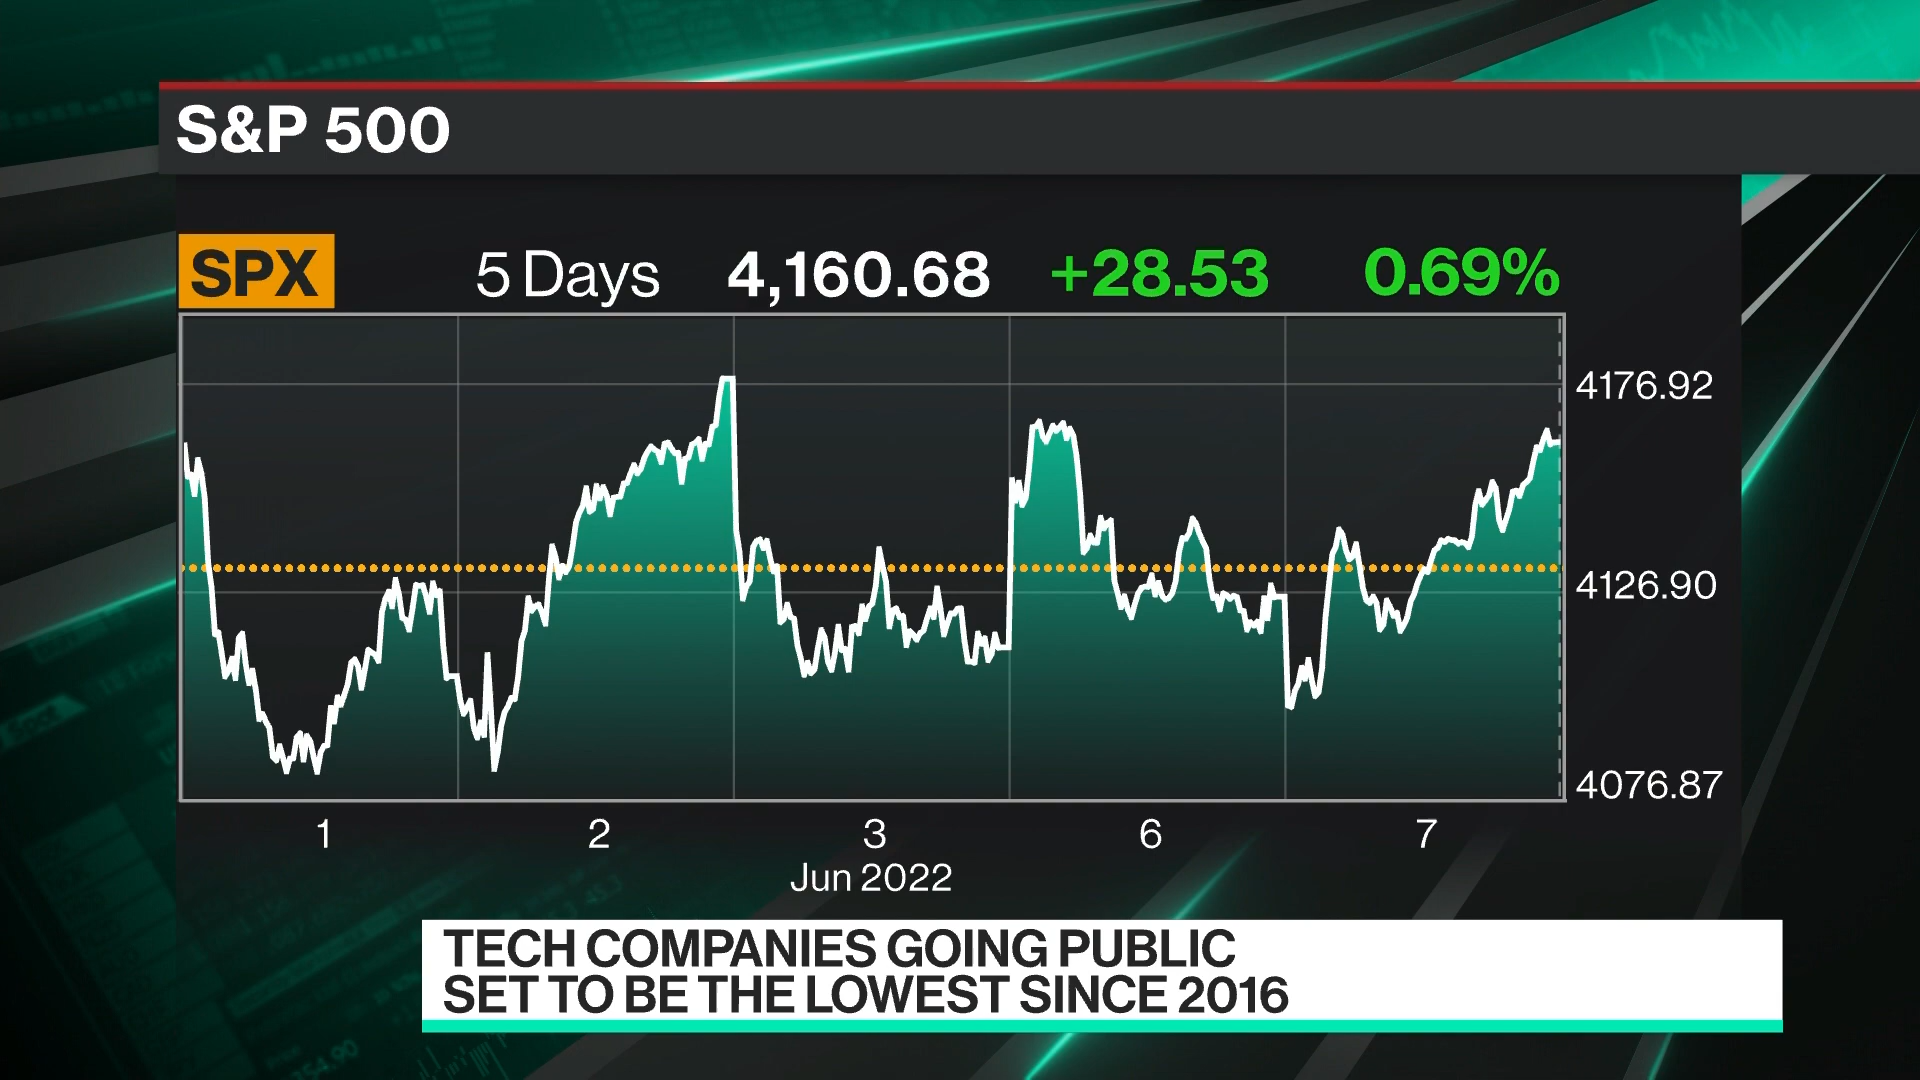 S&P 500
SPX 5 Days 4,160.68 +28.53 0.69%
4176.92
4126.90
4076.87
1 2 3 6 7
Jun 2022
TECH COMPANIES GOING PUBLIC
SET TO BE THE LOWEST SINCE 2016